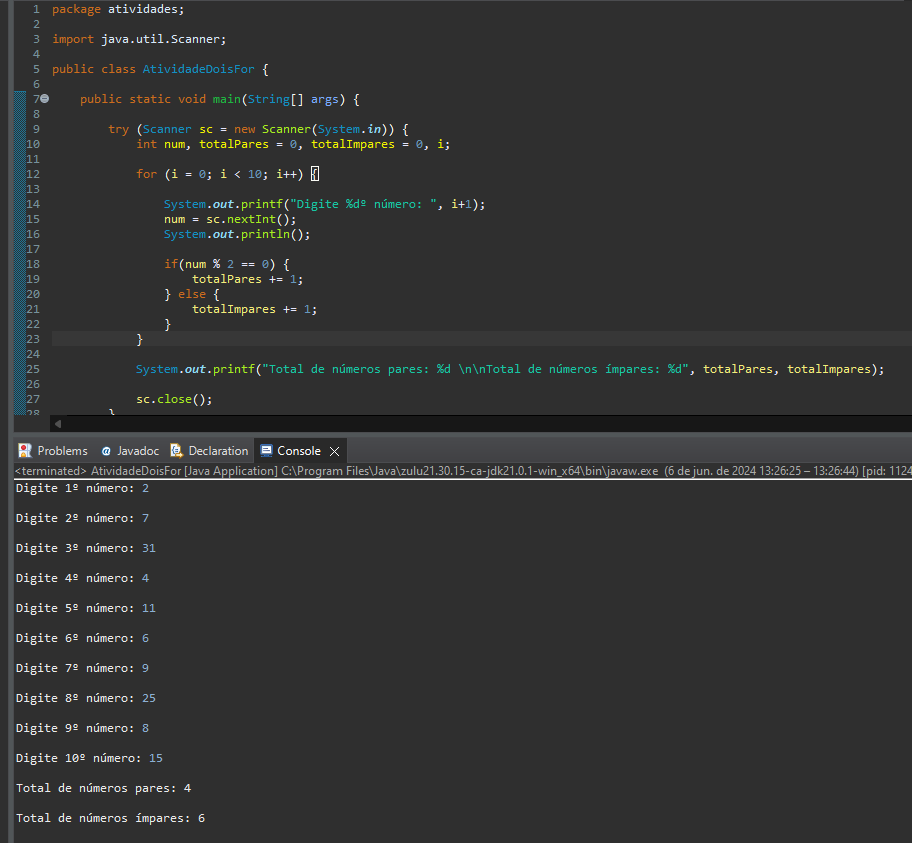 1 package atividades;
2
3 import java.util.Scanner;
4
5 public class AtividadeDoisFor {
6
7 public static void main(String[] args) {
8
9 try (Scanner sc = new Scanner(System.in)) {
10 int num, totalPares = 0, totalImpares = 0, i;
11
12 for (i = 0; i < 10; i++) {
13
14 System.out.printf("Digite %dº número: ", i+1);
15 num = sc.nextInt();
16 System.out.println();
17
18 if(num % 2 == 0) {
19 totalPares += 1;
20 } else {
21 totalImpares += 1;
22 }
23 }
24
25 System.out.printf("Total de números pares: %d \n\nTotal de números ímpares: %d", totalPares, totalImpares);
26
27 sc.close();
28 }
Problems Javadoc Declaration Console
<terminated> AtividadeDoisFor [Java Application] C:\Program Files\Java\zulu21.30.15-ca-jdk21.0.1-win_x64\bin\javaw.exe (6 de jun. de 2024 13:26:25 – 13:26:44) [pid: 1124
Digite 1º número: 2
Digite 2º número: 7
Digite 3º número: 31
Digite 4º número: 4
Digite 5º número: 11
Digite 6º número: 6
Digite 7º número: 9
Digite 8º número: 25
Digite 9º número: 8
Digite 10º número: 15
Total de números pares: 4
Total de números ímpares: 6